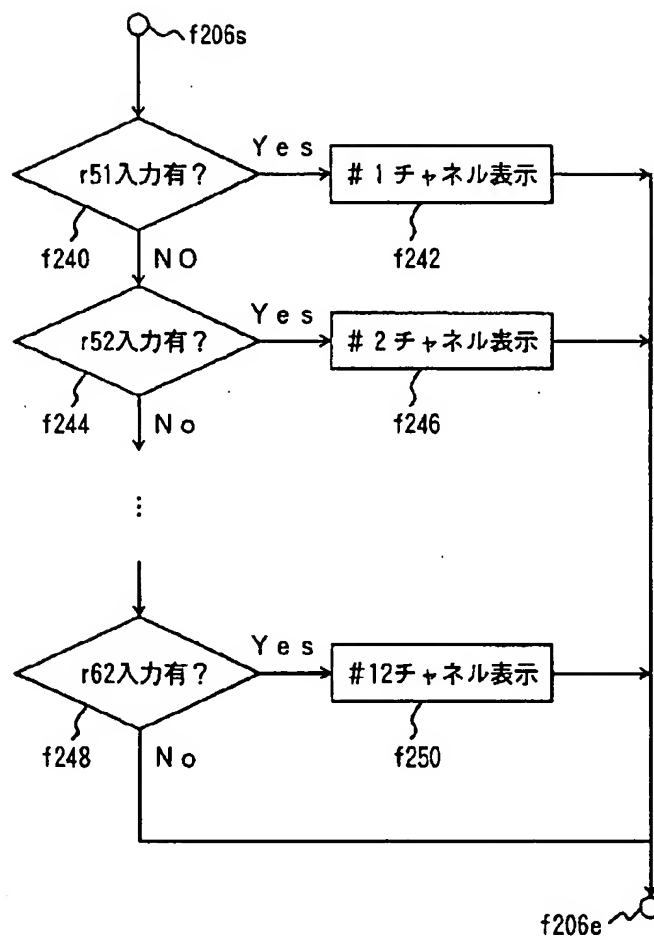 f206s
r51入力有?
Yes
#1チャネル表示
f240
NO
f242
r52入力有?
Yes
#2チャネル表示
f244
No
f246
⋮
r62入力有?
Yes
#12チャネル表示
f248
No
f250
f206e